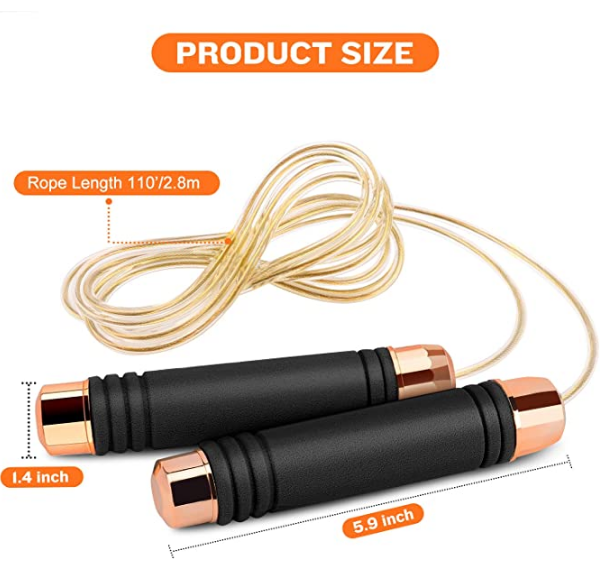 PRODUCT SIZE
Rope Length 110'/2.8m
1.4 inch
5.9 inch